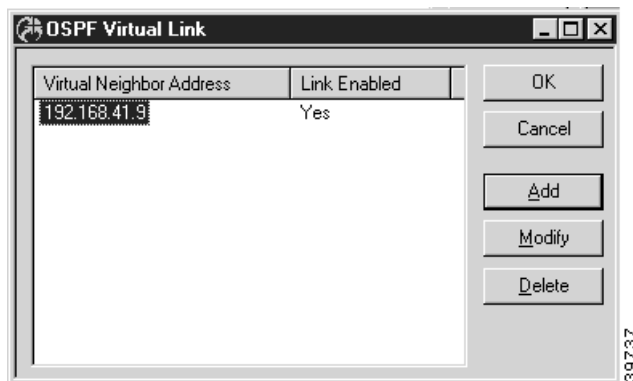 OSPF Virtual Link
Virtual Neighbor Address Link Enabled
192.168.41.9 Yes
OK
Cancel
Add
Modify
Delete
39737